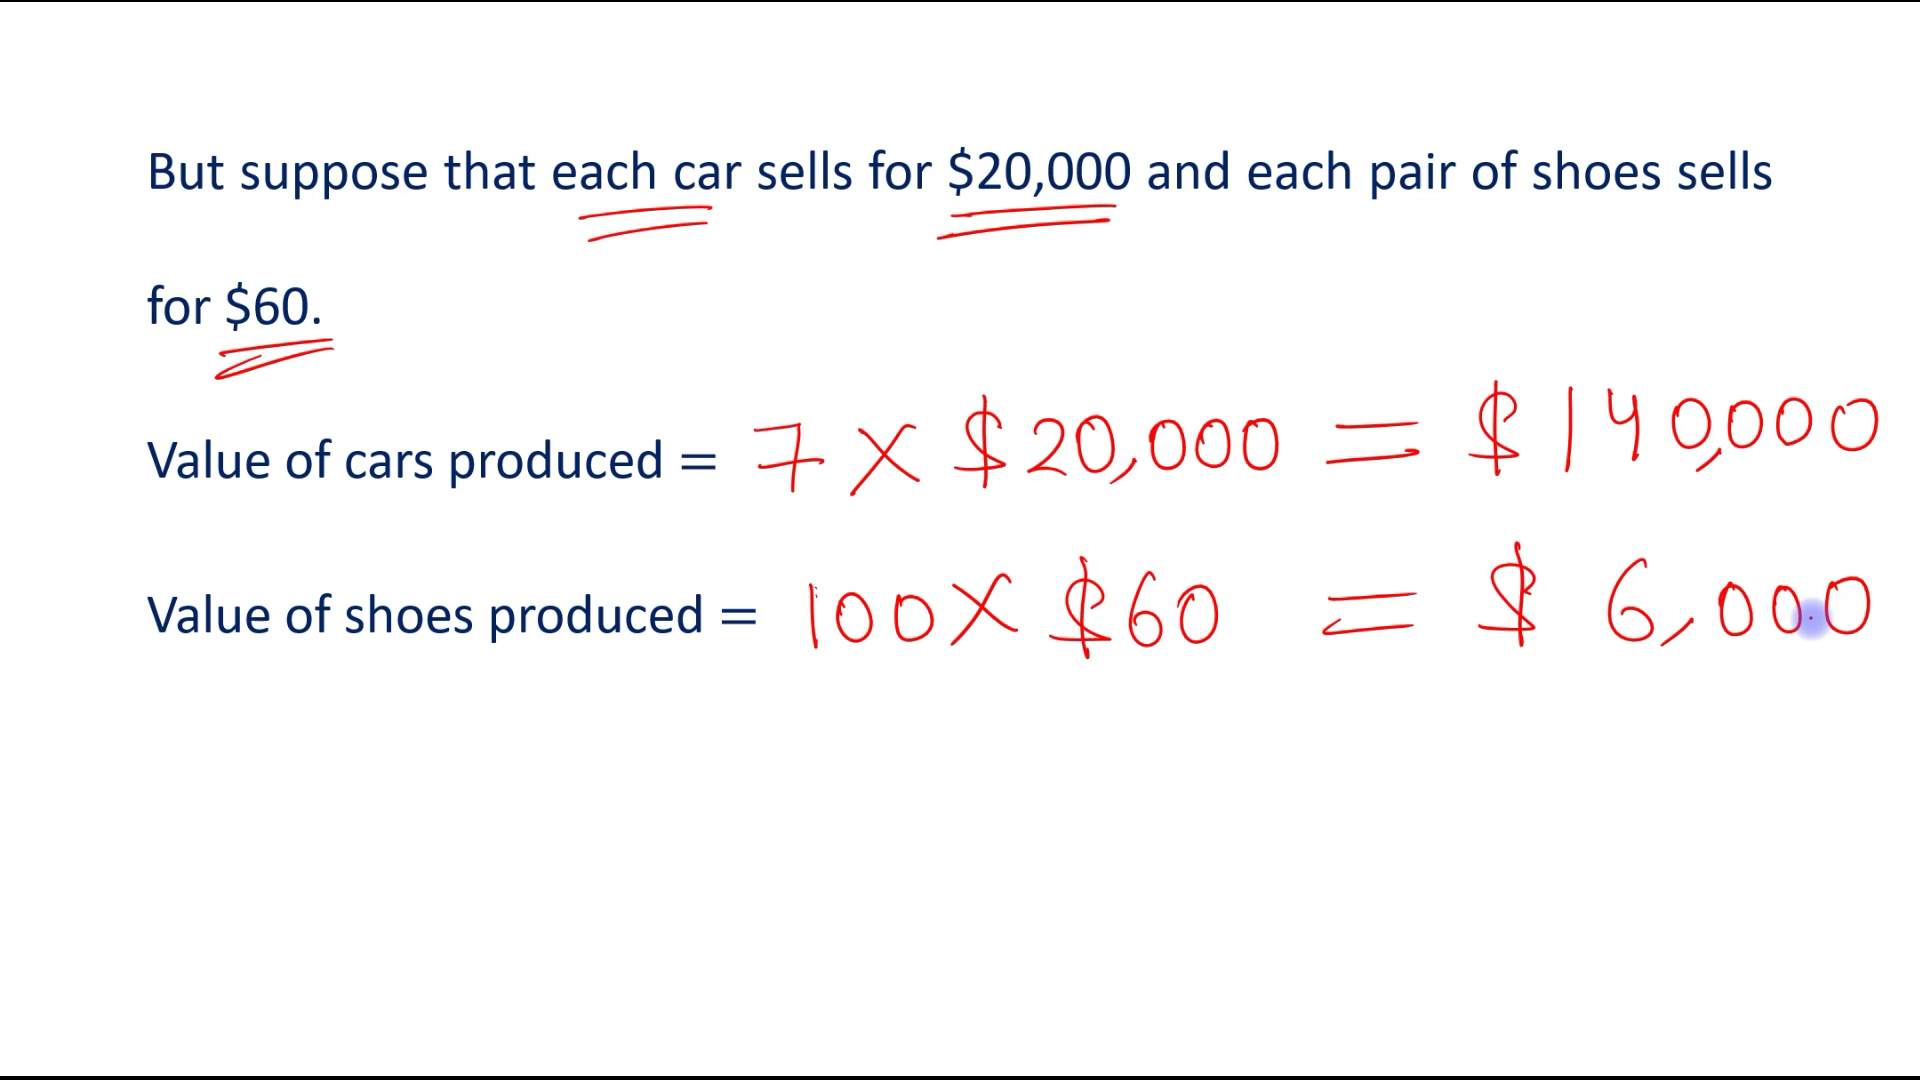 But suppose that each car sells for $20,000 and each pair of shoes sells
for $60.
Value of cars produced = 7 × $20,000 = $140,000
Value of shoes produced = 100 × $60 = $6,000